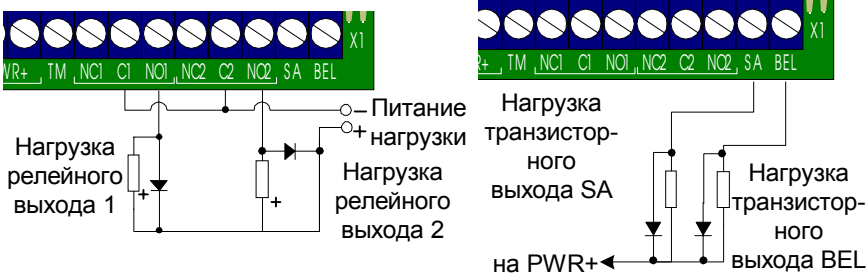 X1
WR+ TM NC1 C1 NO1 NC2 C2 NO2 SA BEL
– Питание
+ нагрузки
Нагрузка
релейного
выхода 1
+
+
Нагрузка
релейного
выхода 2
X1
R+ TM NC1 C1 NO1 NC2 C2 NO2 SA BEL
Нагрузка
транзистор-
ного
выхода SA
Нагрузка
транзистор-
ного
выхода BEL
на PWR+